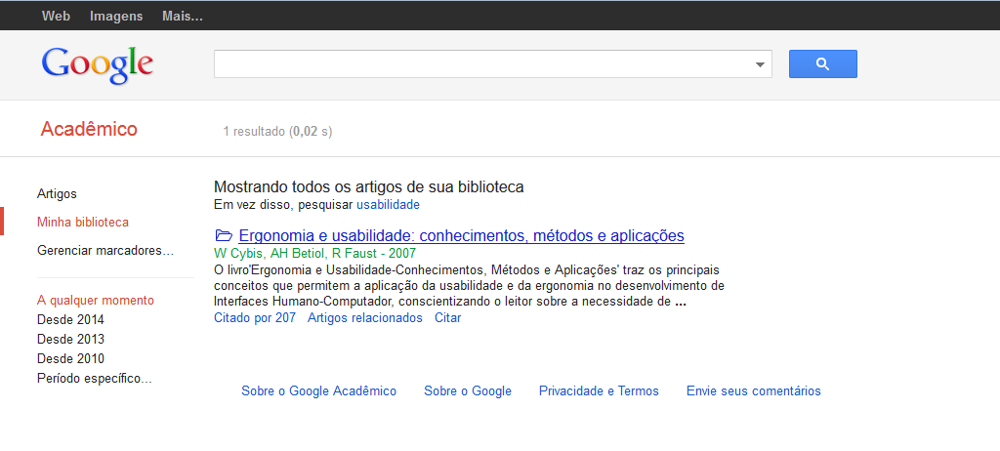 Web Imagens Mais...
Google
Acadêmico 1 resultado (0,02 s)
Artigos
Minha biblioteca
Gerenciar marcadores...
A qualquer momento
Desde 2014
Desde 2013
Desde 2010
Período específico...
Mostrando todos os artigos de sua biblioteca
Em vez disso, pesquisar usabilidade
Ergonomia e usabilidade: conhecimentos, métodos e aplicações
W Cybis, AH Betiol, R Faust - 2007
O livro'Ergonomia e Usabilidade-Conhecimentos, Métodos e Aplicações' traz os principais
conceitos que permitem a aplicação da usabilidade e da ergonomia no desenvolvimento de
Interfaces Humano-Computador, conscientizando o leitor sobre a necessidade de ...
Citado por 207 Artigos relacionados Citar
Sobre o Google Acadêmico Sobre o Google Privacidade e Termos Envie seus comentários